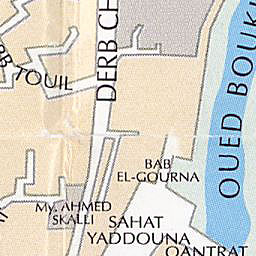 DERB CH
TOUIL
OUED BOUK
BAB
EL-GOURNA
My. AHMED
SKALLI
SAHAT
YADDOUNA
QANTRAT